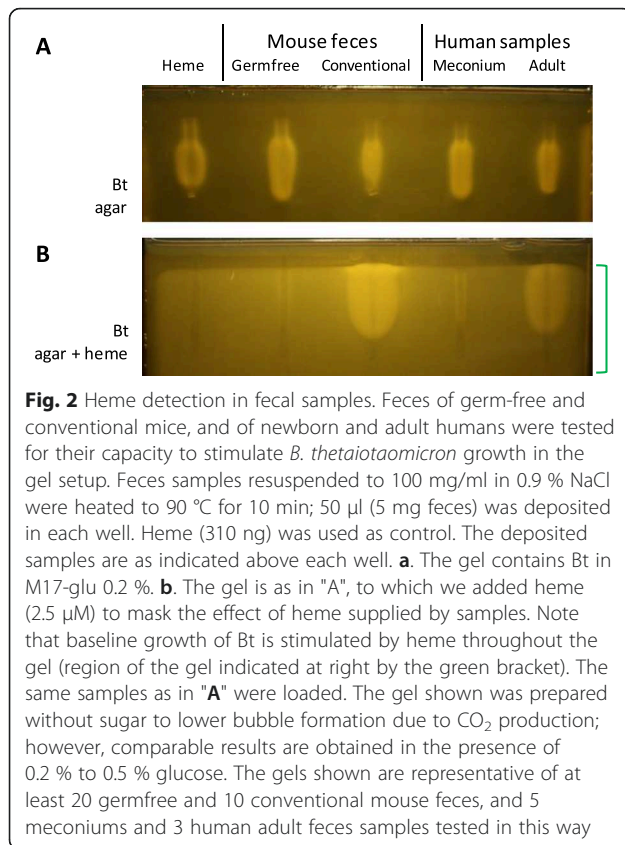 A
Mouse feces
Human samples
Heme
Germfree
Conventional
Meconium
Adult
Bt
agar
B
Bt
agar + heme
Fig. 2 Heme detection in fecal samples. Feces of germ-free and
conventional mice, and of newborn and adult humans were tested
for their capacity to stimulate B. thetaiotaomicron growth in the
gel setup. Feces samples resuspended to 100 mg/ml in 0.9 % NaCl
were heated to 90 °C for 10 min; 50 μl (5 mg feces) was deposited
in each well. Heme (310 ng) was used as control. The deposited
samples are as indicated above each well. a. The gel contains Bt in
M17-glu 0.2 %. b. The gel is as in "A", to which we added heme
(2.5 μM) to mask the effect of heme supplied by samples. Note
that baseline growth of Bt is stimulated by heme throughout the
gel (region of the gel indicated at right by the green bracket). The
same samples as in "A" were loaded. The gel shown was prepared
without sugar to lower bubble formation due to CO₂ production;
however, comparable results are obtained in the presence of
0.2 % to 0.5 % glucose. The gels shown are representative of at
least 20 germfree and 10 conventional mouse feces, and 5
meconiums and 3 human adult feces samples tested in this way